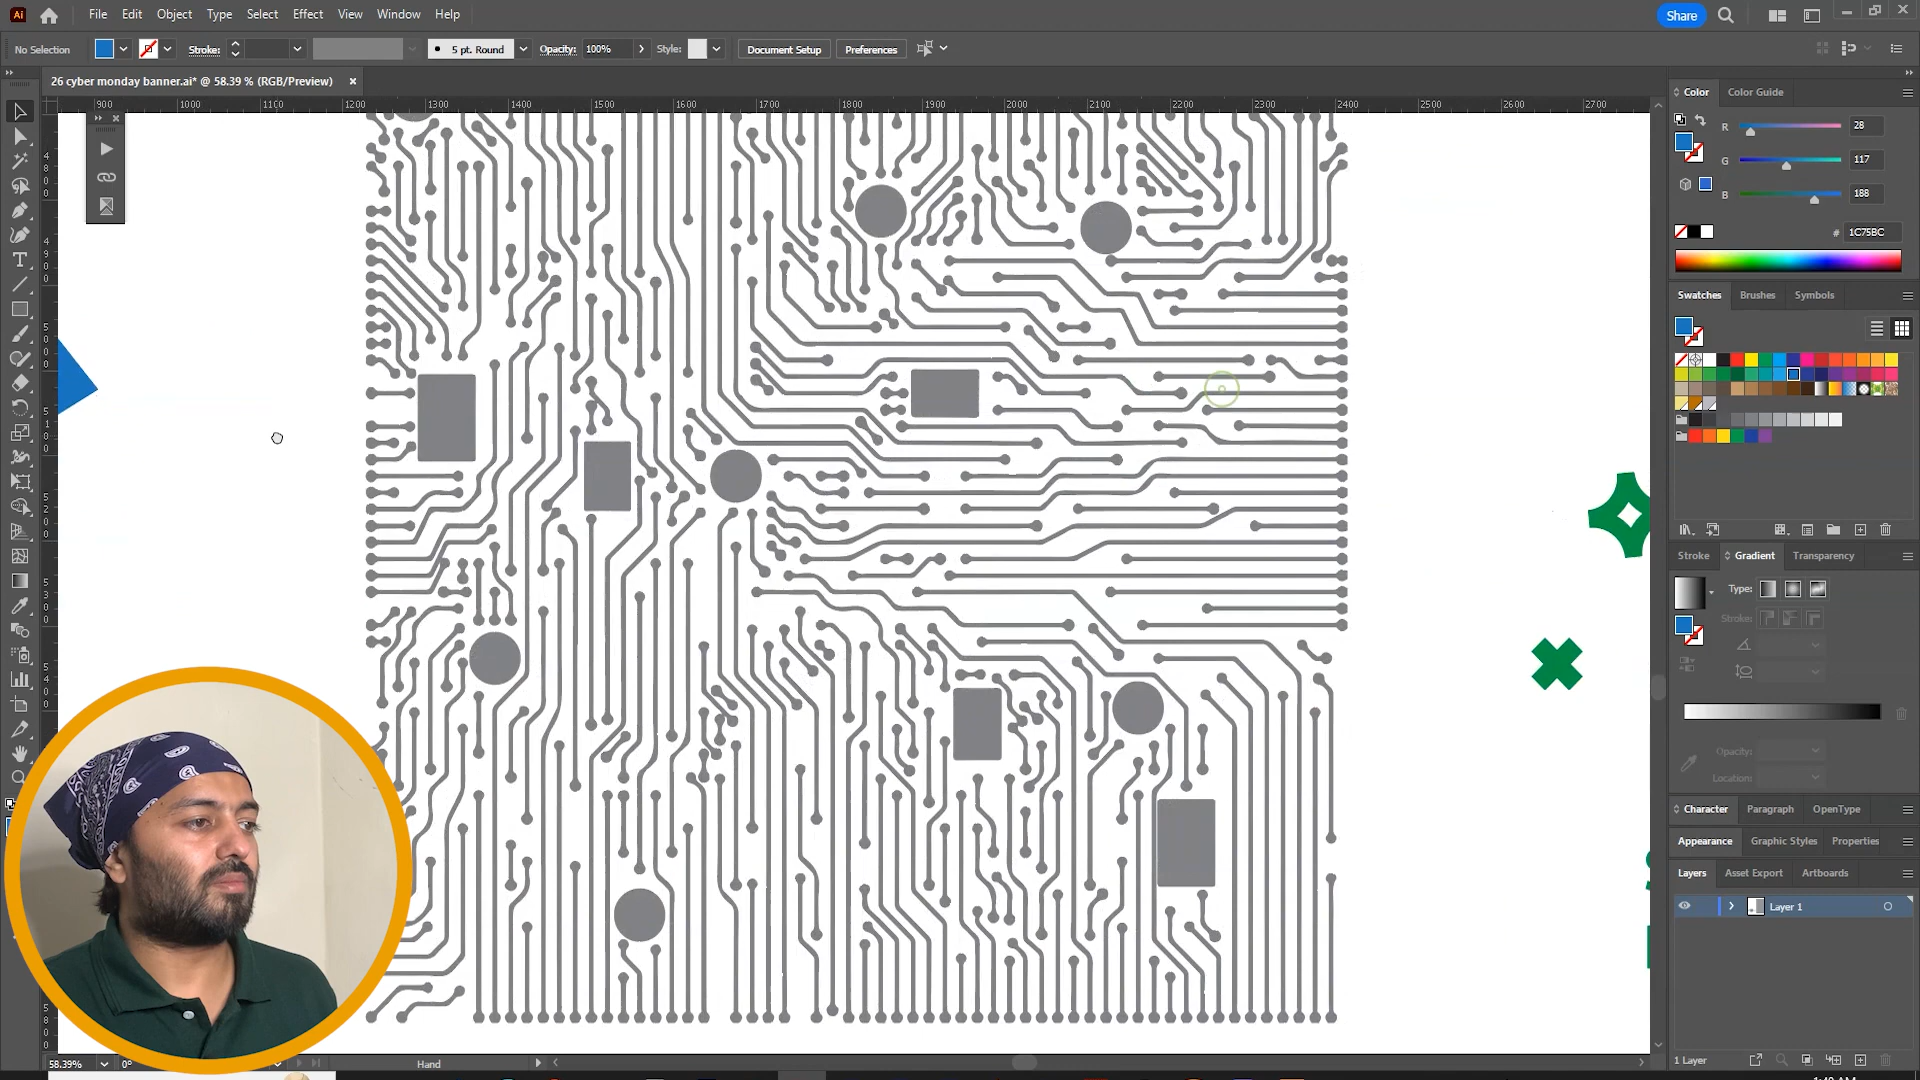 Ai File Edit Object Type Select Effect View Window Help Share
No Selection Stroke: 5 pt. Round Opacity: 100% Style: Document Setup Preferences
26 cyber monday banner.ai* @ 58.39 % (RGB/Preview)
900 1000 1100 1200 1300 1400 1500 1600 1700 1800 1900 2000 2100 2200 2300 2400 2500 2600 2700
Color Color Guide
R 28
G 117
B 188
# 1C75BC
Swatches Brushes Symbols
Stroke Gradient Transparency
Type:
Stroke:
Opacity:
Location:
Character Paragraph OpenType
Appearance Graphic Styles Properties
Layers Asset Export Artboards
Layer 1
1 Layer
58.39% 0° Hand